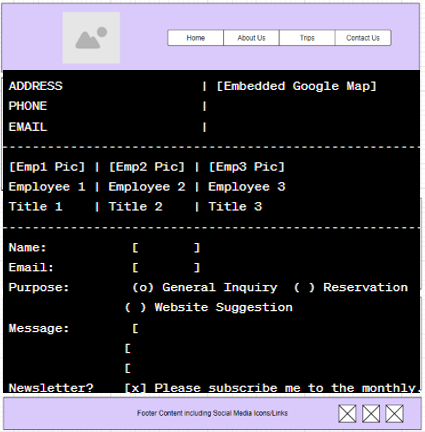 Home About Us Trips Contact Us
ADDRESS | [Embedded Google Map]
PHONE |
EMAIL |
--------------------------------------------------
[Emp1 Pic] | [Emp2 Pic] | [Emp3 Pic]
Employee 1 | Employee 2 | Employee 3
Title 1 | Title 2 | Title 3
--------------------------------------------------
Name: [ ]
Email: [ ]
Purpose: (o) General Inquiry ( ) Reservation
( ) Website Suggestion
Message: [
[
[
Newsletter? [x] Please subscribe me to the monthly.
Footer Content including Social Media Icons/Links